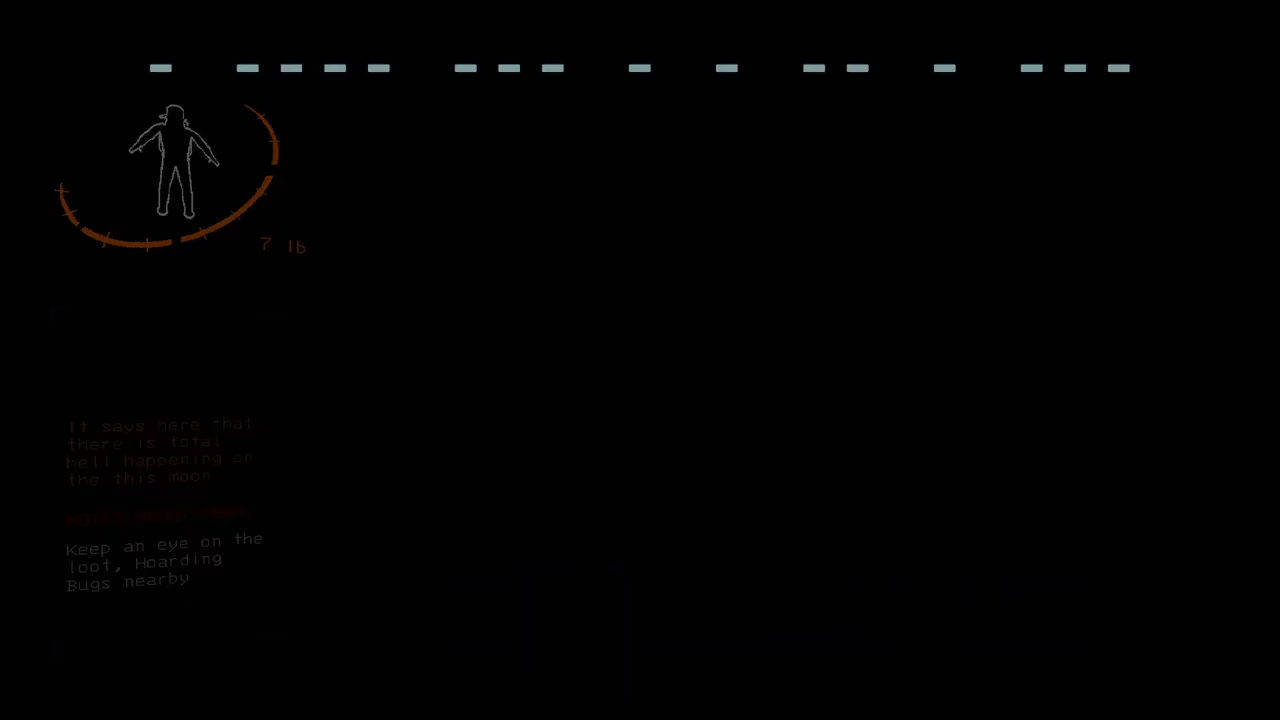 7 lb
It says here that
there is total
hell happening on
the this moon
Keep an eye on the
loot, Hoarding
Bugs nearby